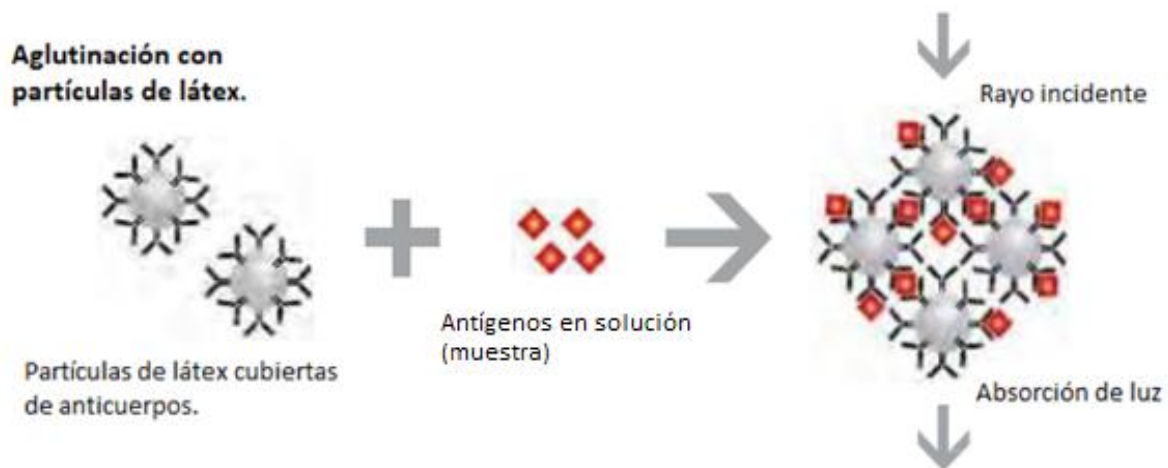 Aglutinación con
partículas de látex.
Rayo incidente
Antígenos en solución
(muestra)
Partículas de látex cubiertas
de anticuerpos.
Absorción de luz